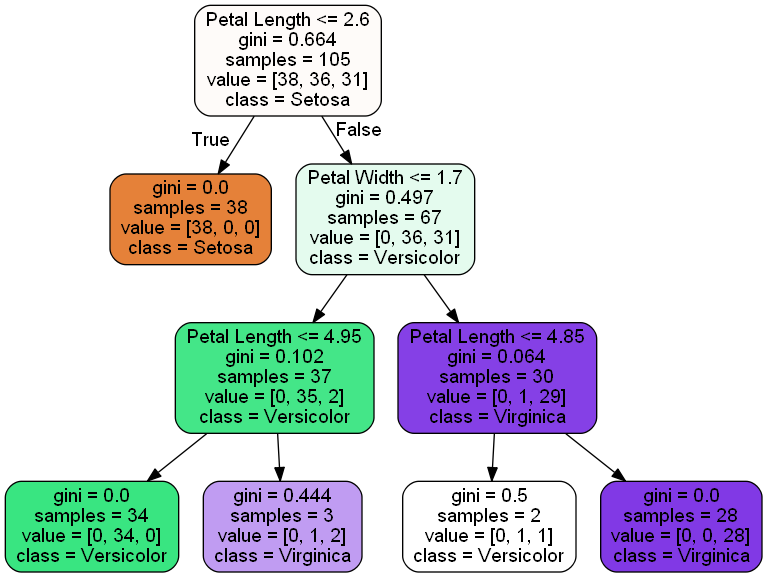 Petal Length <= 2.6
gini = 0.664
samples = 105
value = [38, 36, 31]
class = Setosa
True
False
gini = 0.0
samples = 38
value = [38, 0, 0]
class = Setosa
Petal Width <= 1.7
gini = 0.497
samples = 67
value = [0, 36, 31]
class = Versicolor
Petal Length <= 4.95
gini = 0.102
samples = 37
value = [0, 35, 2]
class = Versicolor
Petal Length <= 4.85
gini = 0.064
samples = 30
value = [0, 1, 29]
class = Virginica
gini = 0.0
samples = 34
value = [0, 34, 0]
class = Versicolor
gini = 0.444
samples = 3
value = [0, 1, 2]
class = Virginica
gini = 0.5
samples = 2
value = [0, 1, 1]
class = Versicolor
gini = 0.0
samples = 28
value = [0, 0, 28]
class = Virginica